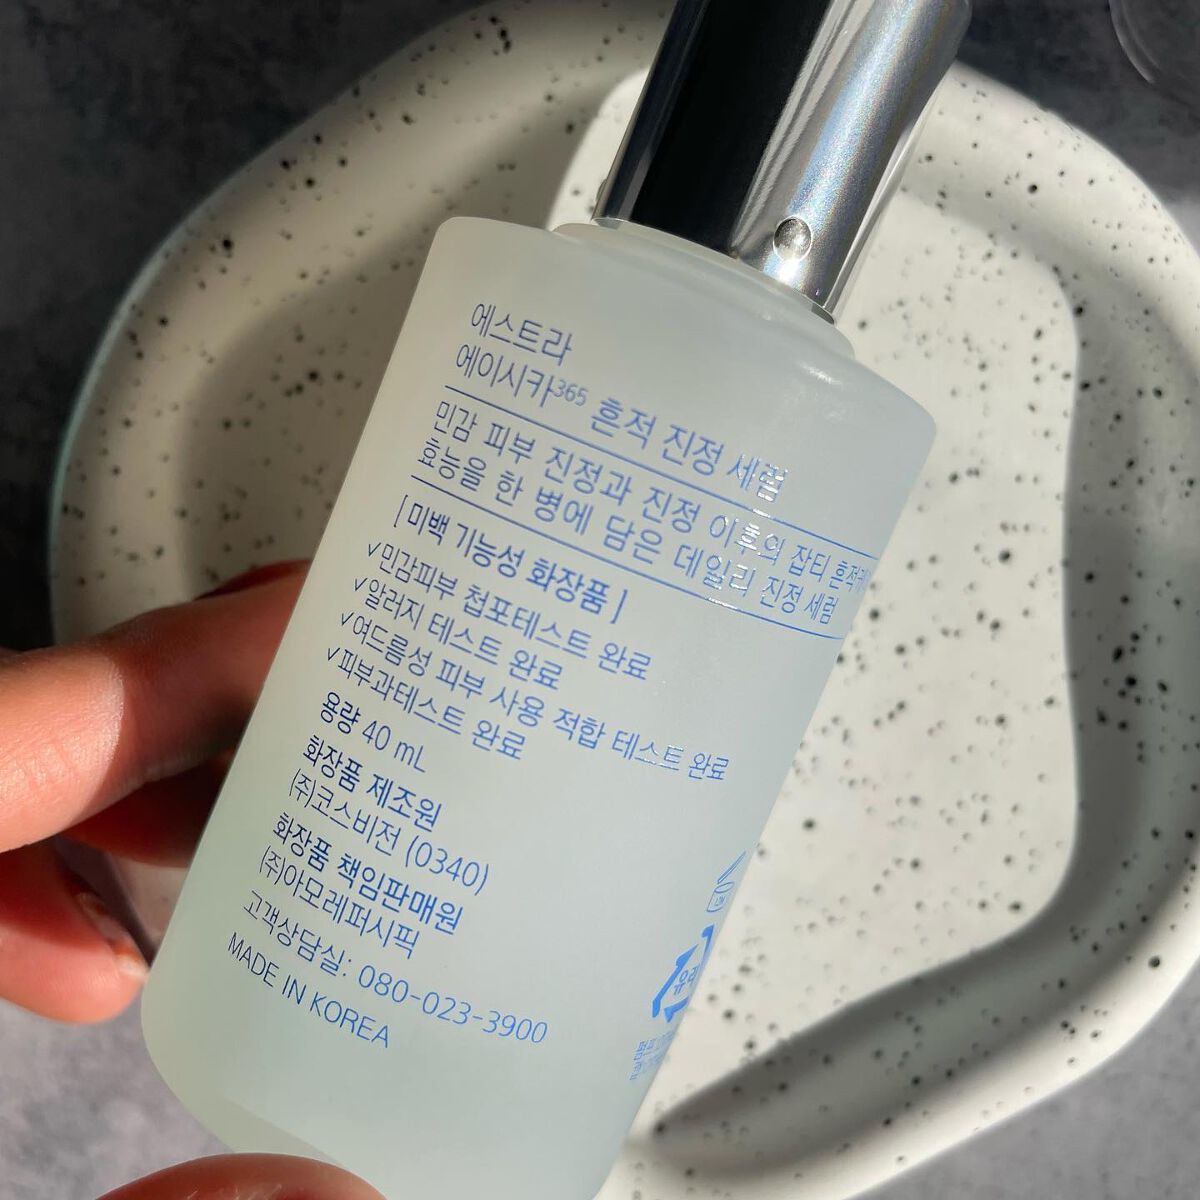 에스트라
에이시카365 흔적 진정 세럼
민감 피부 진정과 진정 이후의 잡티 흔적
효능을 한 병에 담은 데일리 진정 세럼
[ 미백 기능성 화장품 ]
✓민감피부 첩포테스트 완료
✓알러지 테스트 완료
✓여드름성 피부 사용 적합 테스트 완료
✓피부과테스트 완료
용량 40 mL
화장품 제조원
(주)코스비전 (0340)
화장품 책임판매원
(주)아모레퍼시픽
고객상담실: 080-023-3900
MADE IN KOREA